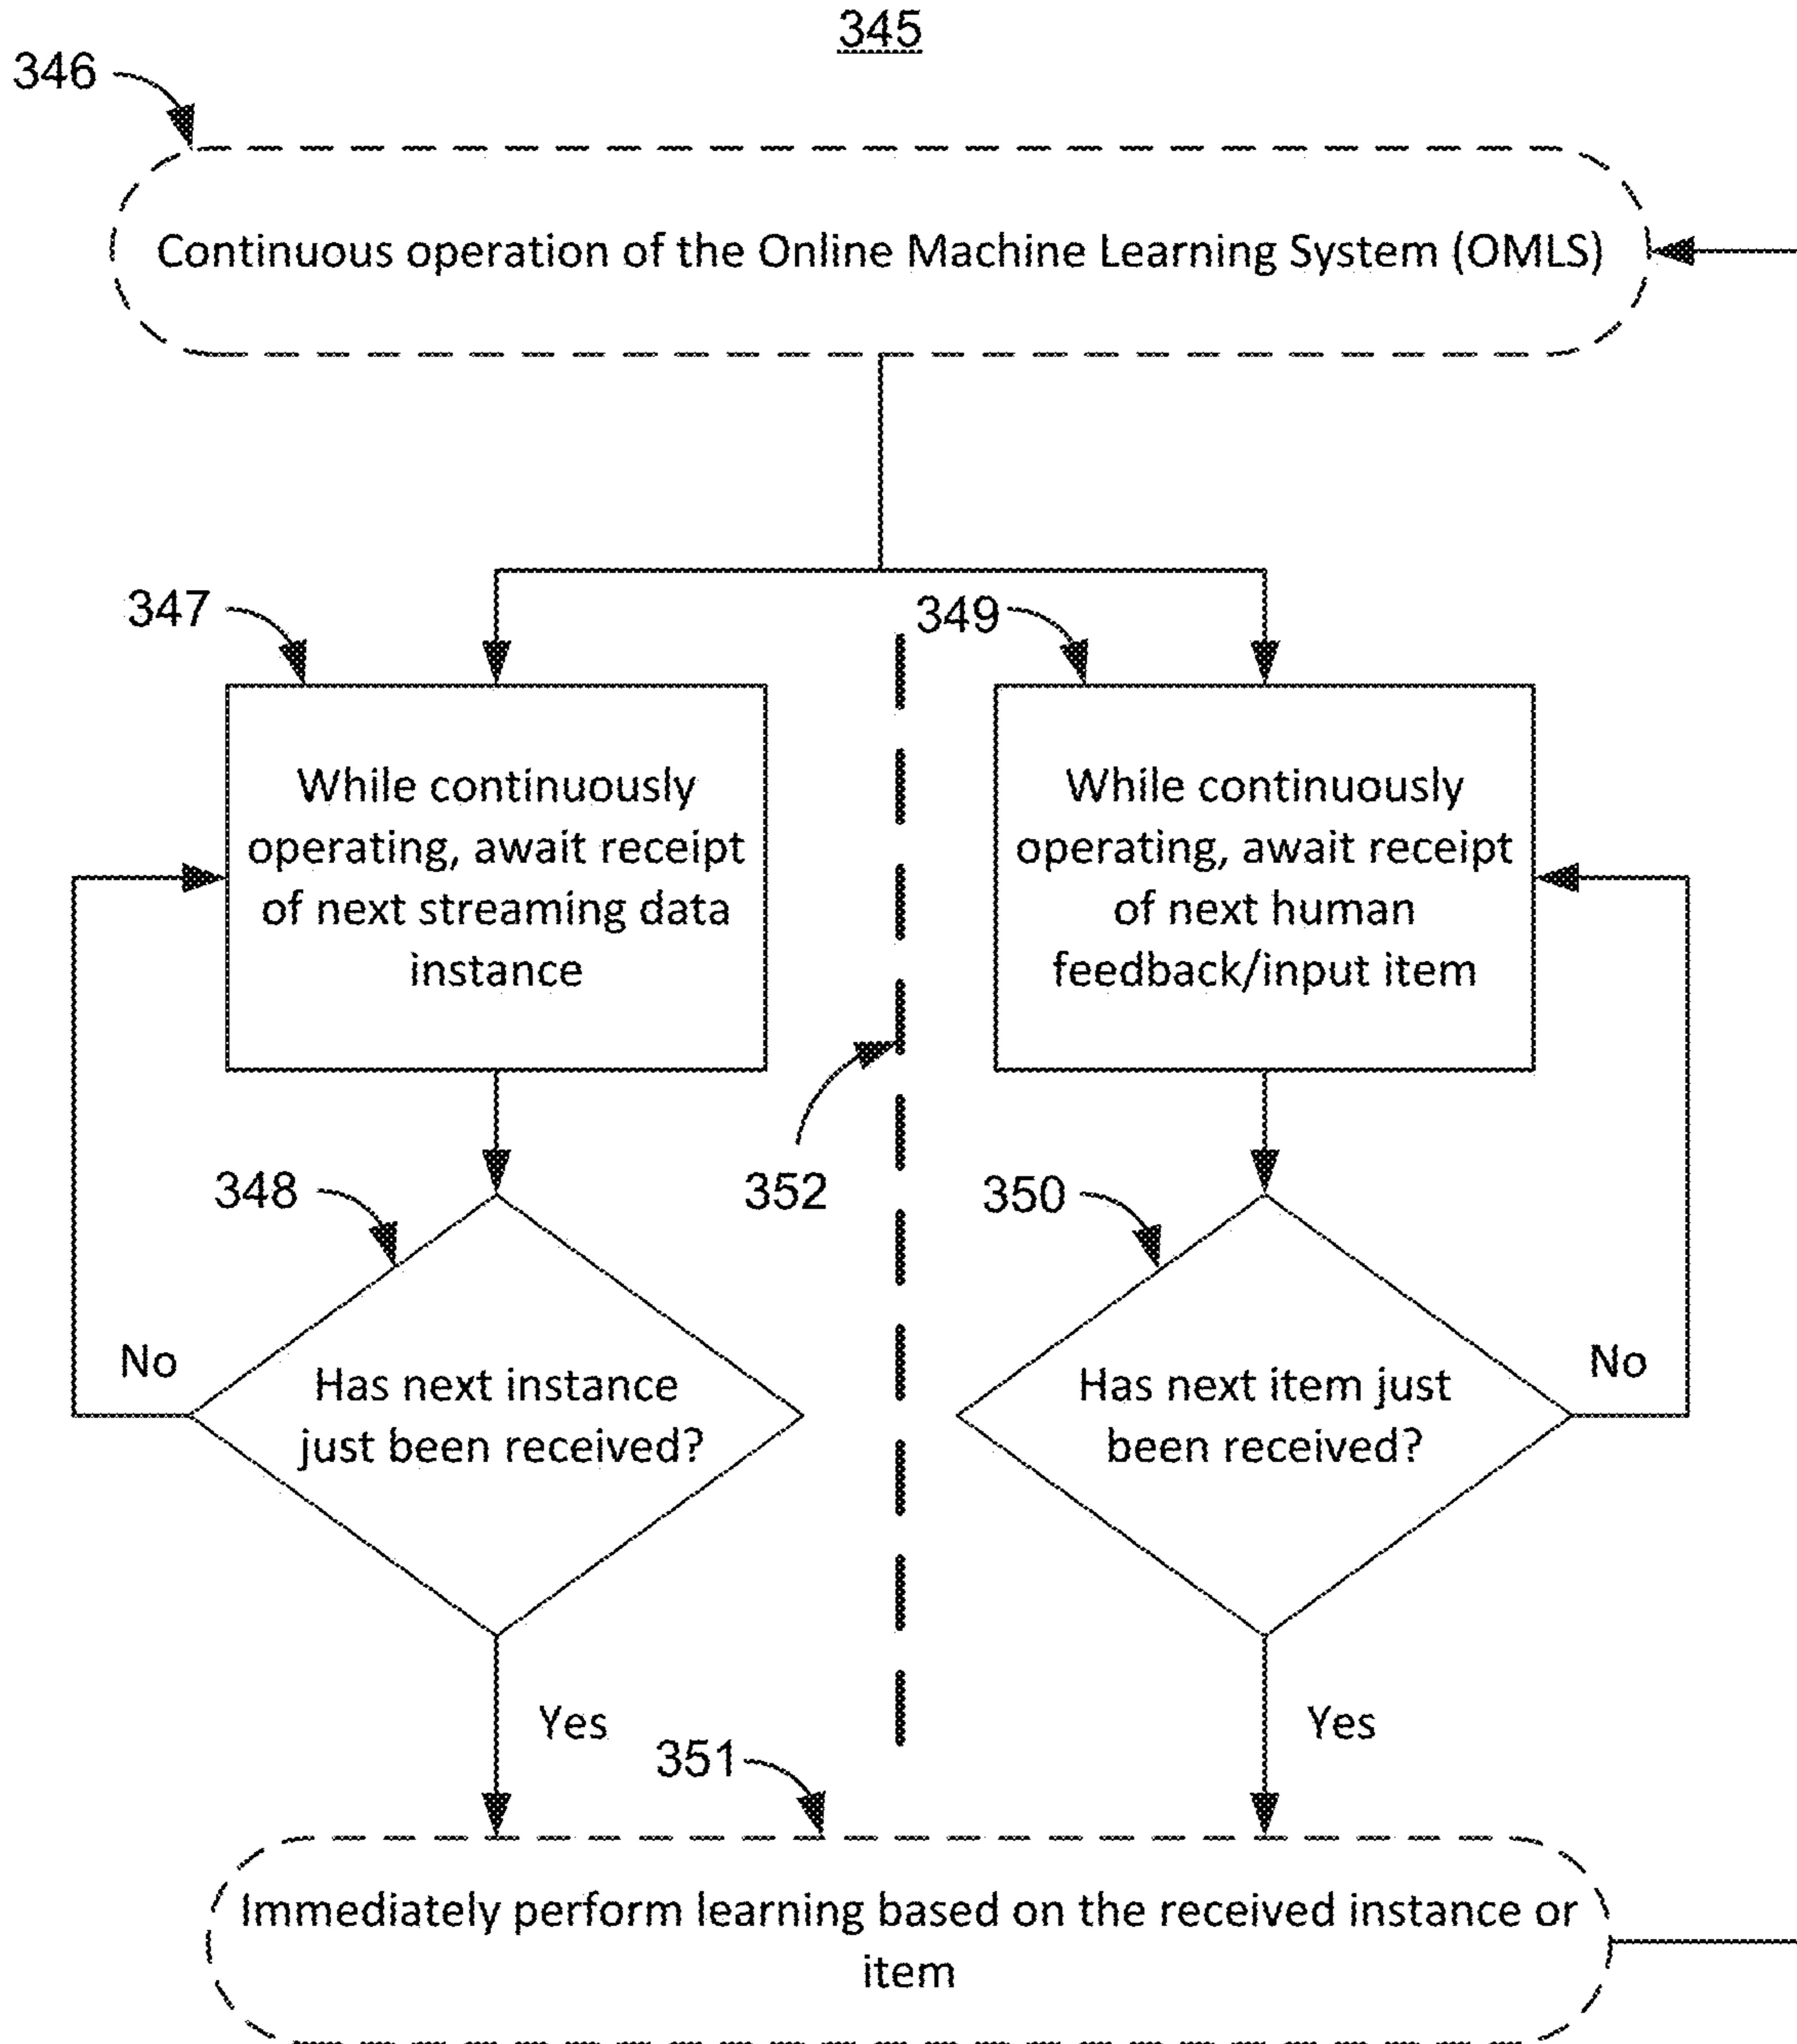 345
346
Continuous operation of the Online Machine Learning System (OMLS)
347
349
While continuously
operating, await receipt
of next streaming data
instance
While continuously
operating, await receipt
of next human
feedback/input item
348
352
350
No
Has next instance
just been received?
Has next item just
been received?
No
Yes
Yes
351
Immediately perform learning based on the received instance or
item